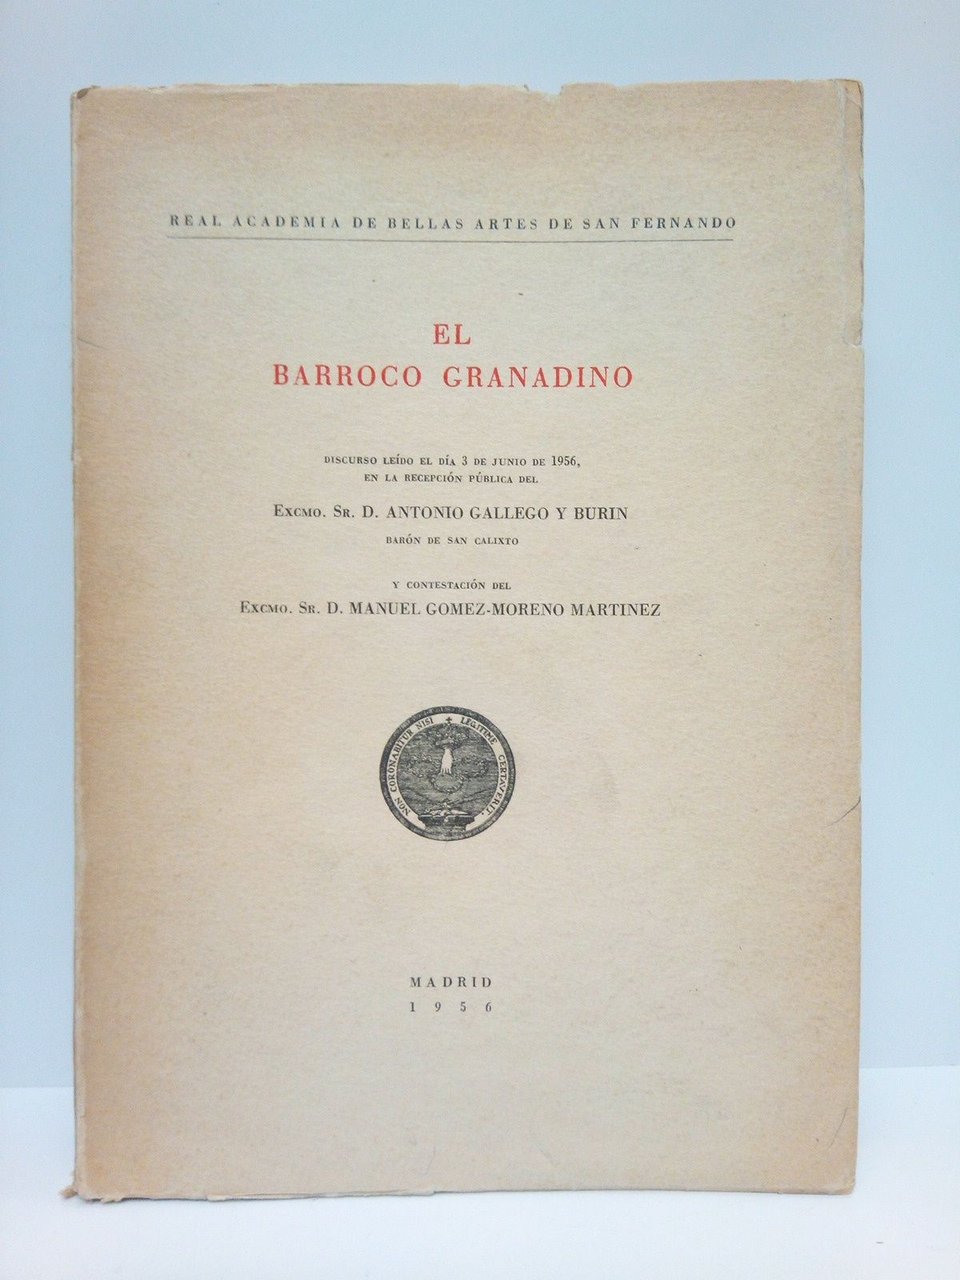 REAL ACADEMIA DE BELLAS ARTES DE SAN FERNANDO
EL
BARROCO GRANADINO
DISCURSO LEÍDO EL DÍA 3 DE JUNIO DE 1956,
EN LA RECEPCIÓN PÚBLICA DEL
EXCMO. SR. D. ANTONIO GALLEGO Y BURIN
BARÓN DE SAN CALIXTO
Y CONTESTACIÓN DEL
EXCMO. SR. D. MANUEL GOMEZ-MORENO MARTINEZ
NON CORONABITUR NISI + LEGITIME CERTAVERIT.
MADRID
1956